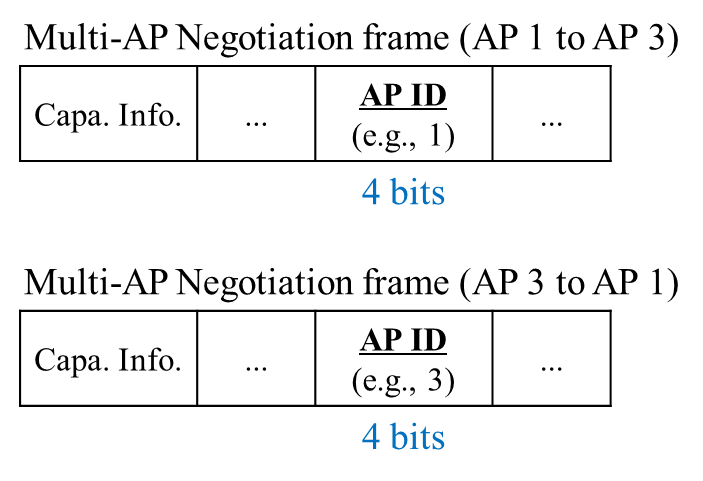 Multi-AP Negotiation frame (AP 1 to AP 3)
Capa. Info.
...
AP ID
(e.g., 1)
...
4 bits
Multi-AP Negotiation frame (AP 3 to AP 1)
Capa. Info.
...
AP ID
(e.g., 3)
...
4 bits